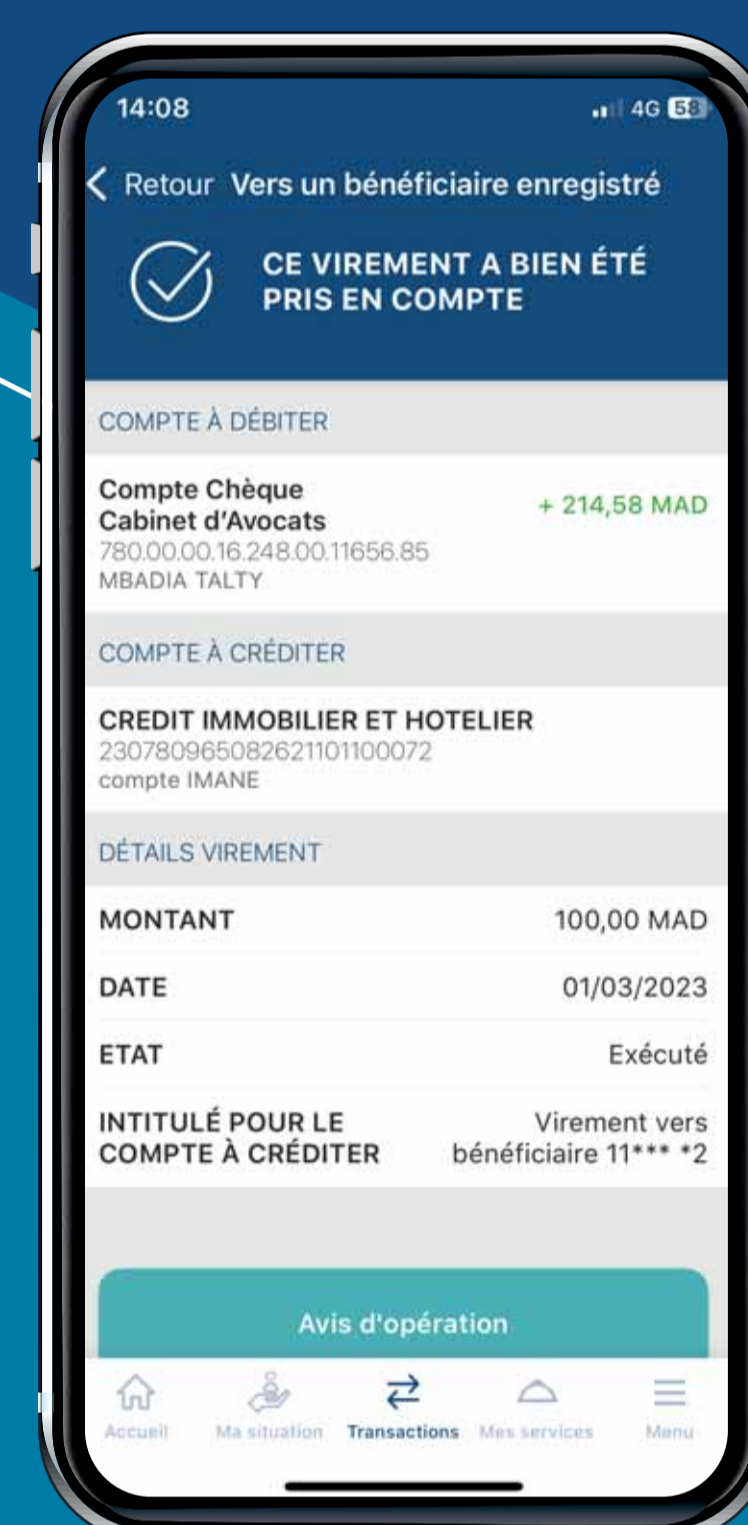 14:08
4G 58
Retour Vers un bénéficiaire enregistré
CE VIREMENT A BIEN ÉTÉ
PRIS EN COMPTE
COMPTE À DÉBITER
Compte Chèque
Cabinet d'Avocats
+ 214,58 MAD
780.00.00.16.248.00.11656.85
MBADIA TALTY
COMPTE À CRÉDITER
CREDIT IMMOBILIER ET HOTELIER
230780965082621101100072
compte IMANE
DÉTAILS VIREMENT
MONTANT 100,00 MAD
DATE 01/03/2023
ETAT Exécuté
INTITULÉ POUR LE
COMPTE À CRÉDITER
Virement vers
bénéficiaire 11*** *2
Avis d'opération
Accueil Ma situation Transactions Mes services Menu